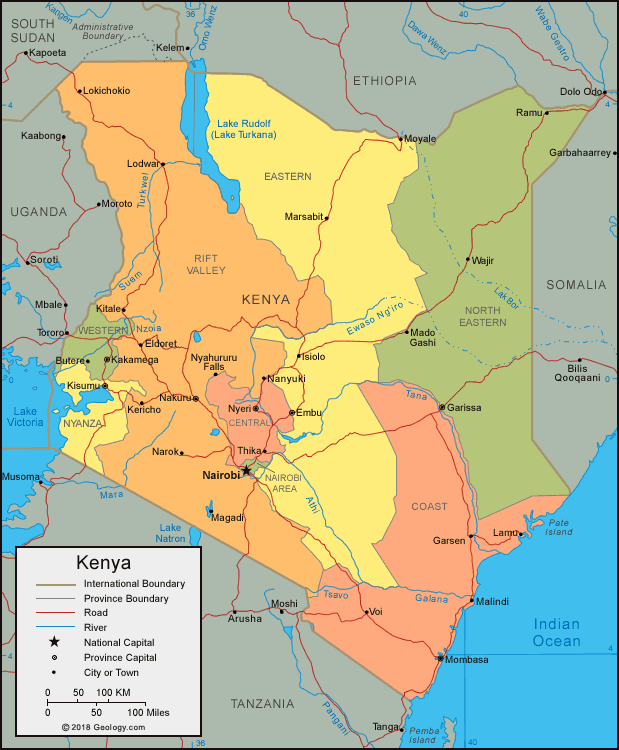 36
40
Kangen
Omo Wenz
Wabe Gestro
SOUTH
SUDAN
Administrative
Boundary
Dawa Wenz
Kelem
Kapoeta
ETHIOPIA
Lokichokio
Dolo Odo
4
4
Ramu
Lake Rudolf
(Lake Turkana)
Kaabong
Moyale
Garbahaarrey
Lodwar
EASTERN
Turkwel
Moroto
UGANDA
Marsabit
Soroti
RIFT
VALLEY
Wajir
Suem
SOMALIA
Lak Bor
KENYA
Mbale
Kitale
Ewaso Ng'iro
NORTH
EASTERN
Tororo
WESTERN
Nzoia
Mado
Gashi
Eldoret
Butere
Kakamega
Nyahururu
Falls
Isiolo
Bilis
Qooqaani
0
0
Kisumu
Nanyuki
Nakuru
Tana
Lake
Victoria
Kericho
Nyeri
Embu
Garissa
NYANZA
CENTRAL
Narok
Thika
Musoma
Nairobi
NAIROBI
AREA
Mara
Athi
Magadi
COAST
Pate
Island
Lake
Natron
Garsen
Lamu
Kenya
International Boundary
Province Boundary
Road
River
National Capital
Province Capital
City or Town
0 50 100 KM
0 50 100 Miles
© 2018 Geology.com
Tsavo
Galana
Malindi
Moshi
Arusha
Voi
Indian
Ocean
4
4
Mombasa
TANZANIA
Pangani
Tanga
Pemba
Island
36
40